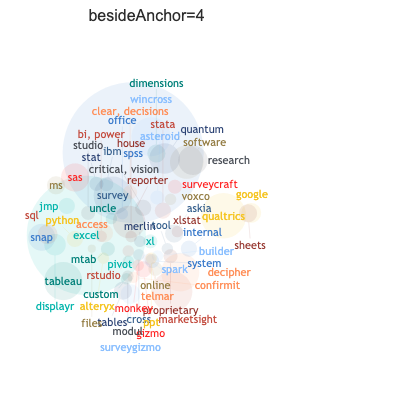 besideAnchor=4
dimensions
wincross
clear, decisions
office
stata
quantum
bi, power
asteroid
software
studio
house
ibm
spss
stat
research
critical, vision
sas
reporter
ms
surveycraft
survey
voxco
google
jmp
uncle
askia
sql
python
qualtrics
access
xlstat
merlin
tool
snap
excel
internal
xl
sheets
builder
mtab
pivot
system
spark
rstudio
decipher
tableau
online
confirmit
custom
telmar
displayr
alteryx
monkey
proprietary
files
tables
cross
ppt
marketsight
modul
gizmo
surveygizmo